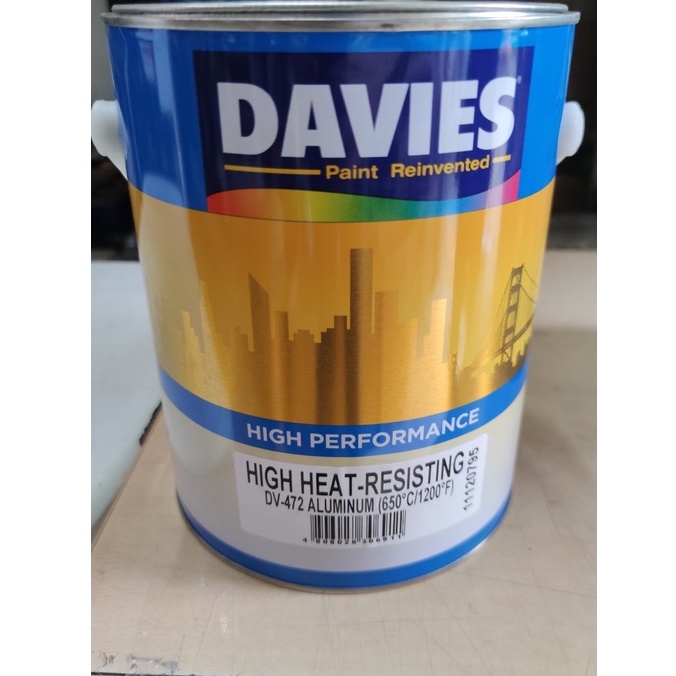 DAVIES
Paint Reinvented
HIGH PERFORMANCE
HIGH HEAT-RESISTING
DV-472 ALUMINUM (650°C/1200°F)
11120795